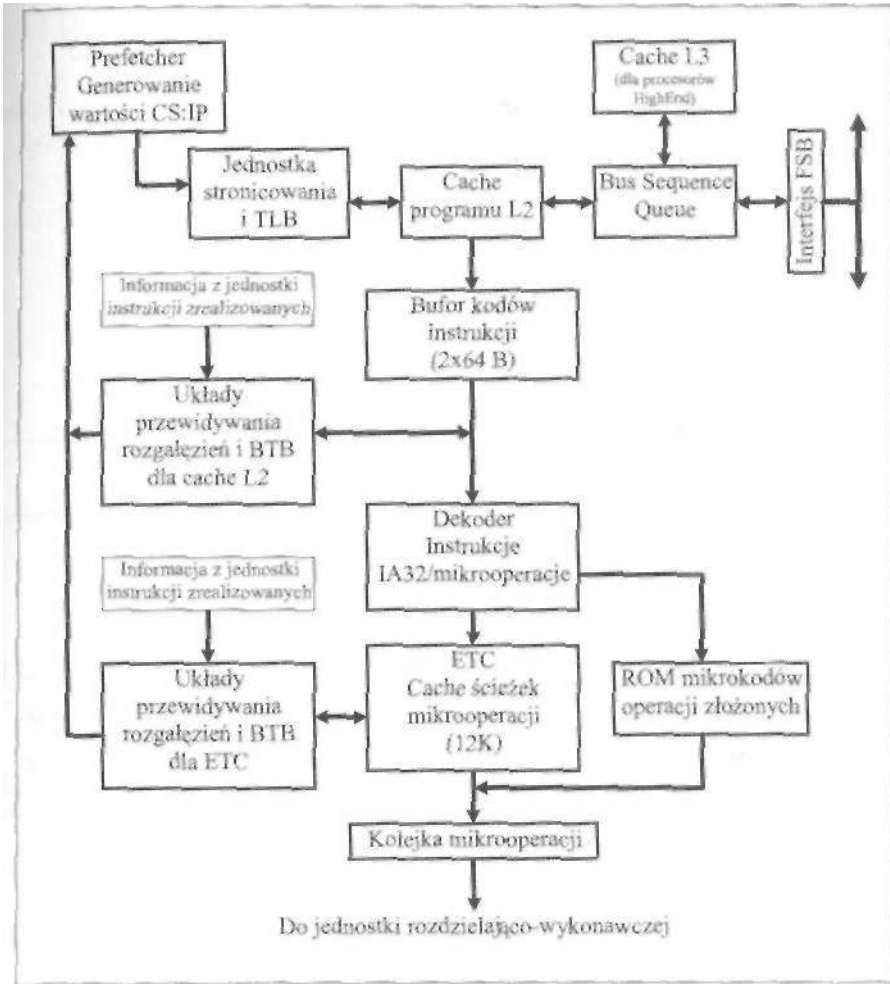 Prefetcher
Generowanie
wartości CS:IP
Cache L3
(dla procesorów
HighEnd)
Jednostka
stronicowania
i TLB
Cache
programu L2
Bus Sequence
Queue
Interfejs FSB
Informacja z jednostki
instrukcji zrealizowanych
Bufor kodów
instrukcji
(2x64 B)
Układy
przewidywania
rozgałęzień i BTB
dla cache L2
Dekoder
Instrukcje
IA32/mikrooperacje
Informacja z jednostki
instrukcji zrealizowanych
Układy
przewidywania
rozgałęzień i BTB
dla ETC
ETC
Cache ścieżek
mikrooperacji
(12K)
ROM mikrokodów
operacji złożonych
Kolejka mikrooperacji
Do jednostki rozdzielająco-wykonawczej